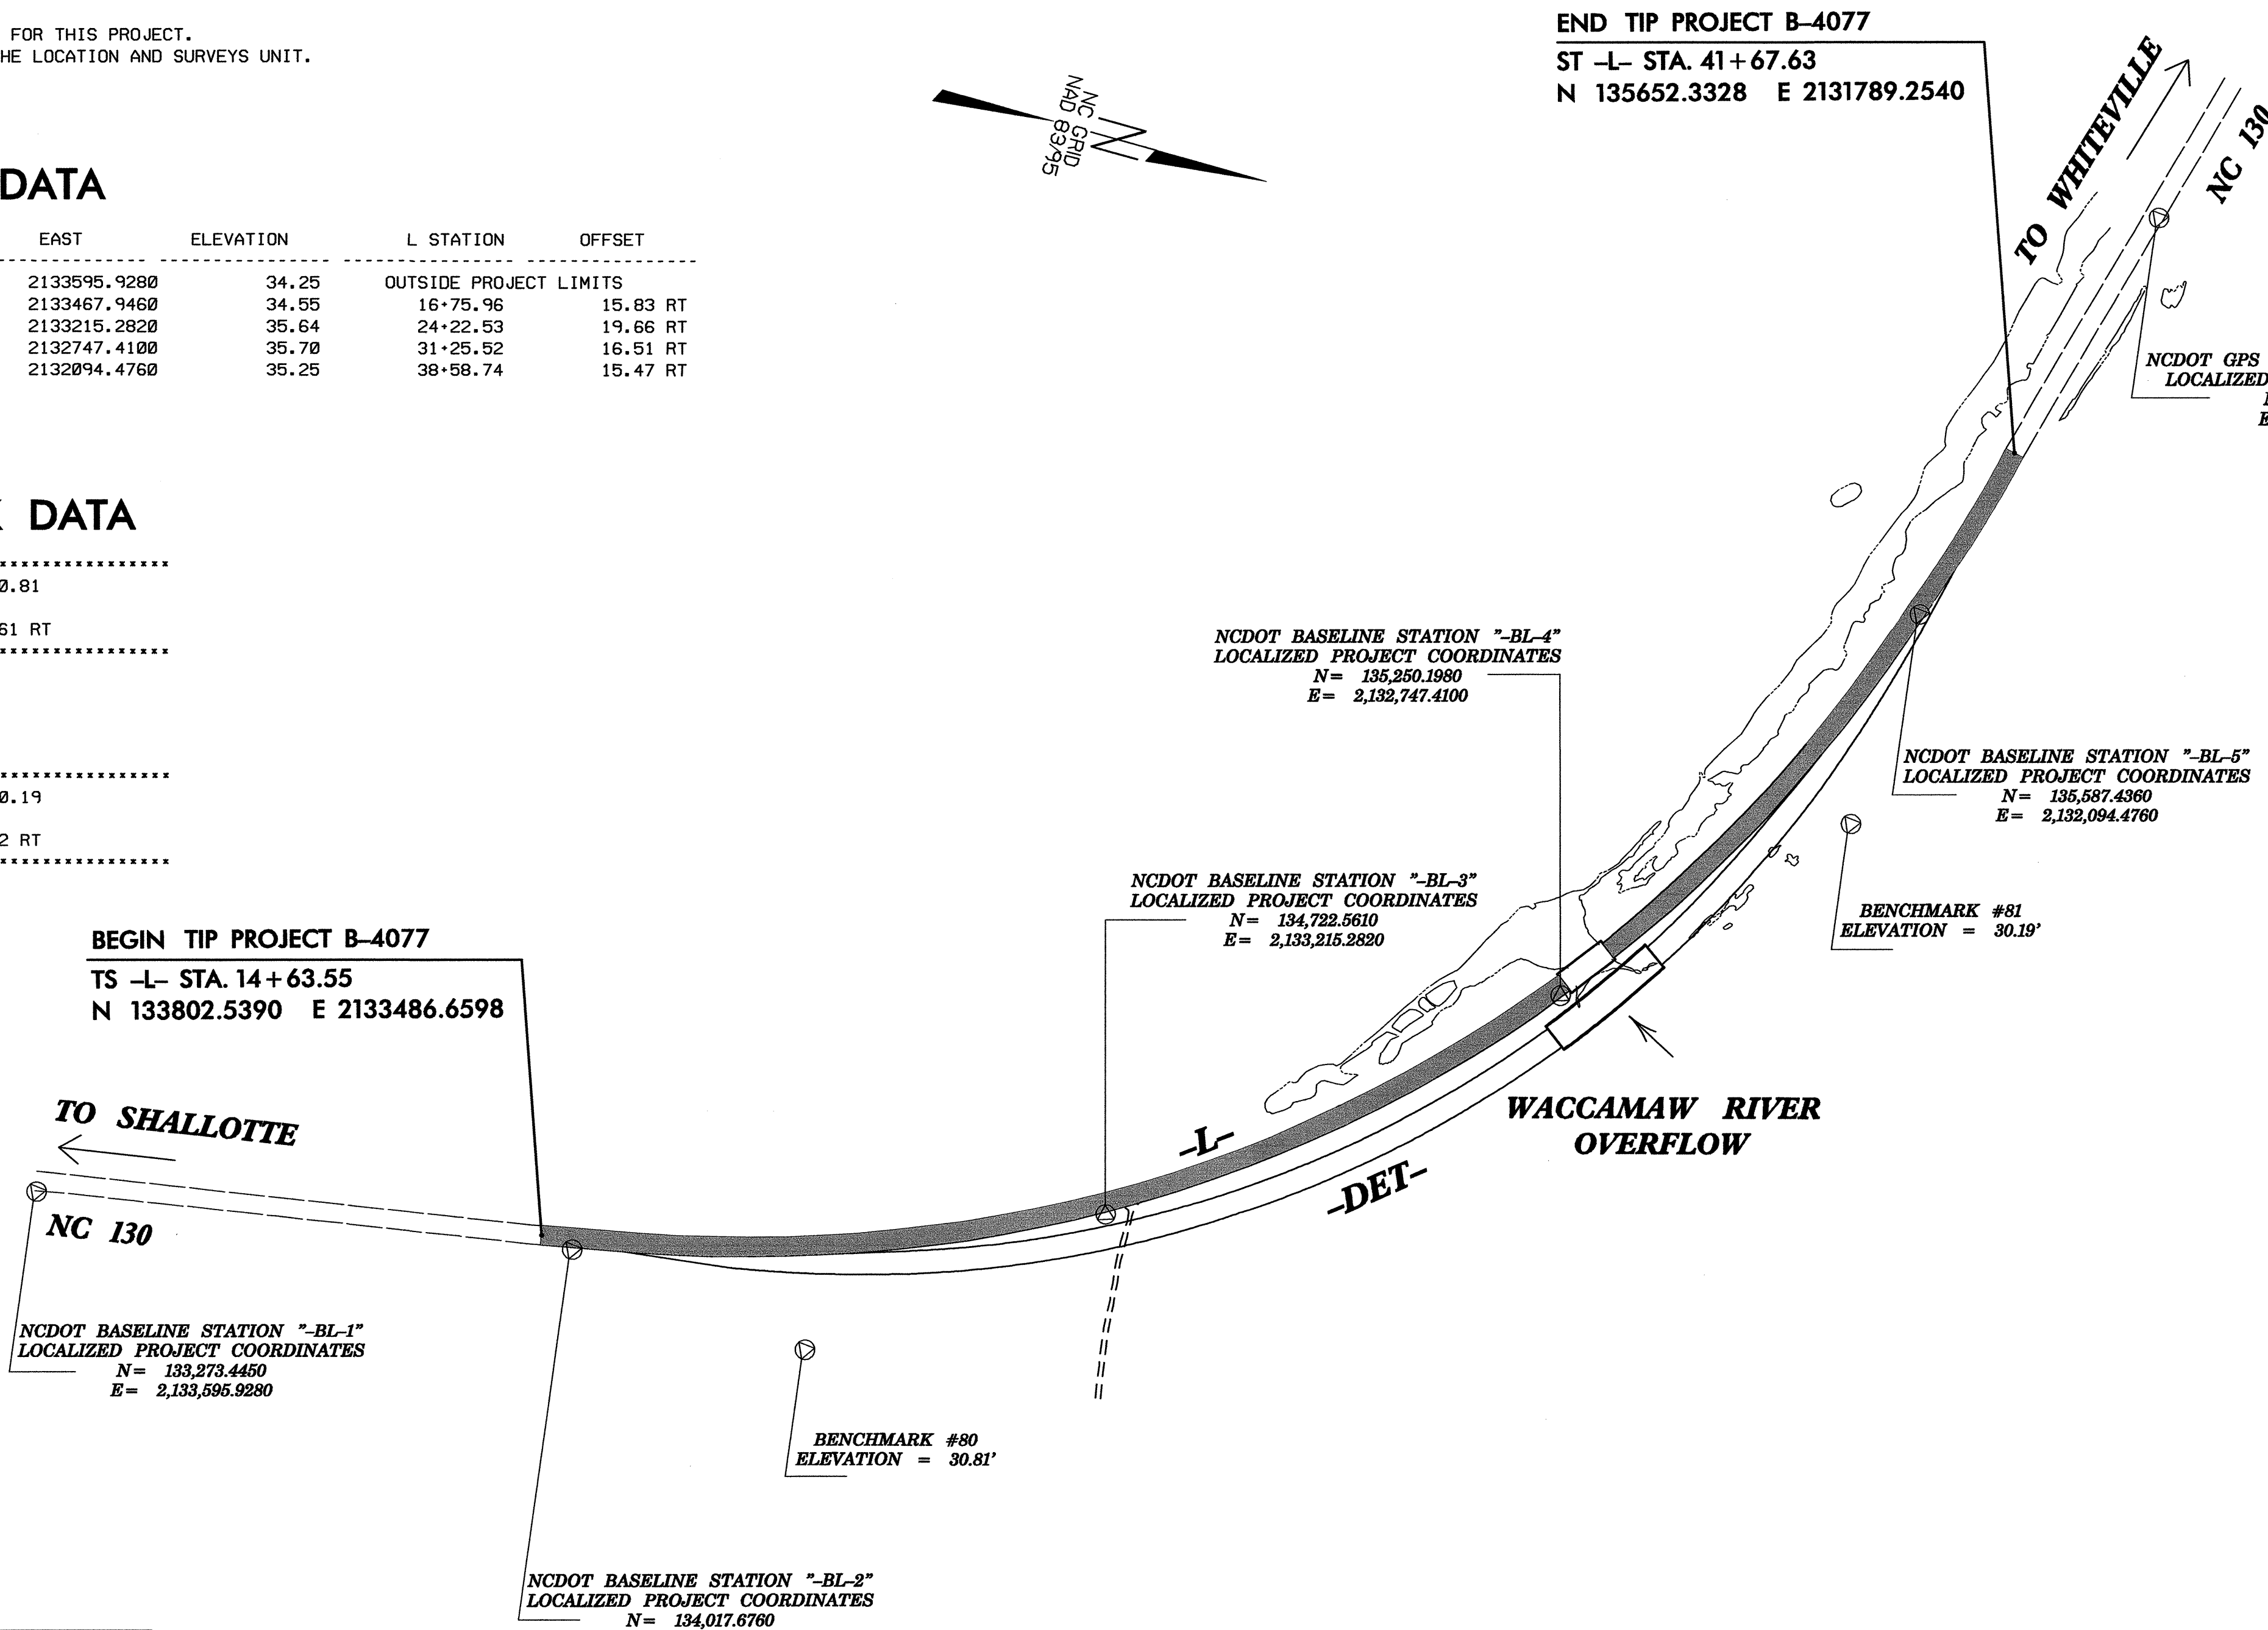 FOR THIS PROJECT.
HE LOCATION AND SURVEYS UNIT.
NC GRID
NAD 83/95
END TIP PROJECT B-4077
ST -L- STA. 41+67.63
N 135652.3328 E 2131789.2540
TO WHITEVILLE
NC 130
DATA
EAST ELEVATION L STATION OFFSET
2133595.9280 34.25 OUTSIDE PROJECT LIMITS
2133467.9460 34.55 16+75.96 15.83 RT
2133215.2820 35.64 24+22.53 19.66 RT
2132747.4100 35.70 31+25.52 16.51 RT
2132094.4760 35.25 38+58.74 15.47 RT
NCDOT GPS
LOCALIZED
E
DATA
0.81
61 RT
0.19
2 RT
NCDOT BASELINE STATION "-BL-4"
LOCALIZED PROJECT COORDINATES
N= 135,250.1980
E= 2,132,747.4100
NCDOT BASELINE STATION "-BL-5"
LOCALIZED PROJECT COORDINATES
N= 135,587.4360
E= 2,132,094.4760
NCDOT BASELINE STATION "-BL-3"
LOCALIZED PROJECT COORDINATES
N= 134,722.5610
E= 2,133,215.2820
BENCHMARK #81
ELEVATION = 30.19'
BEGIN TIP PROJECT B-4077
TS -L- STA. 14+63.55
N 133802.5390 E 2133486.6598
WACCAMAW RIVER
OVERFLOW
-L-
-DET-
TO SHALLOTTE
NC 130
NCDOT BASELINE STATION "-BL-1"
LOCALIZED PROJECT COORDINATES
N= 133,273.4450
E= 2,133,595.9280
BENCHMARK #80
ELEVATION = 30.81'
NCDOT BASELINE STATION "-BL-2"
LOCALIZED PROJECT COORDINATES
N= 134,017.6760